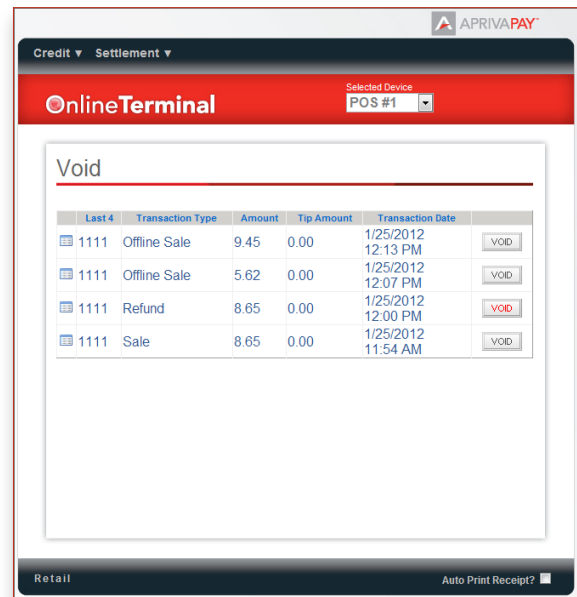 APRIVAPAY
Credit ▾ Settlement ▾
OnlineTerminal
Selected Device
POS #1
Void
Last 4 Transaction Type Amount Tip Amount Transaction Date
1111 Offline Sale 9.45 0.00 1/25/2012 12:13 PM VOID
1111 Offline Sale 5.62 0.00 1/25/2012 12:07 PM VOID
1111 Refund 8.65 0.00 1/25/2012 12:00 PM VOID
1111 Sale 8.65 0.00 1/25/2012 11:54 AM VOID
Retail Auto Print Receipt?